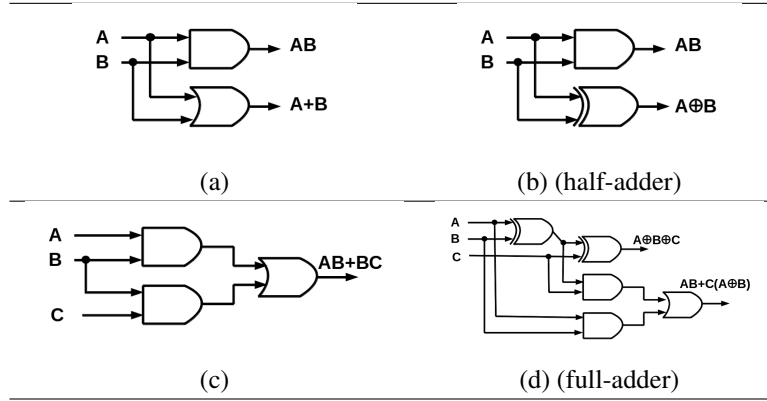 A
B
AB
A+B
(a)
A
B
AB
A⊕B
(b) (half-adder)
A
B
C
AB+BC
(c)
A
B
C
A⊕B⊕C
AB+C(A⊕B)
(d) (full-adder)